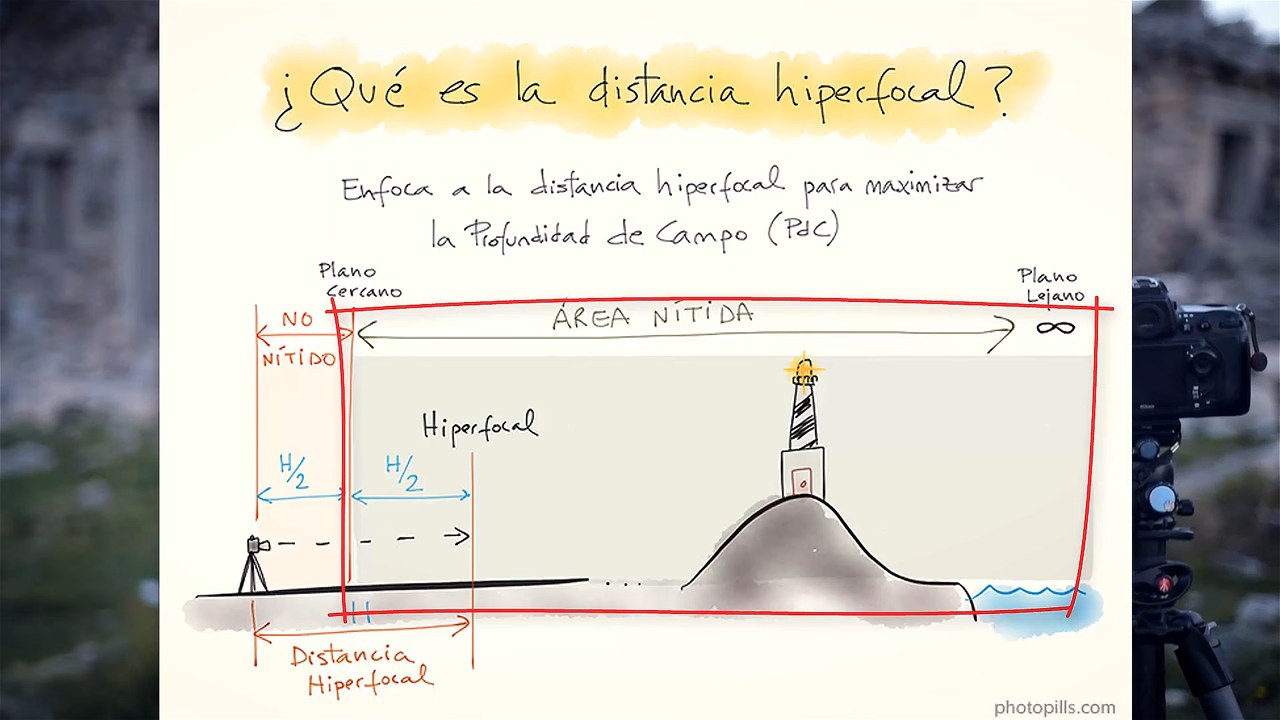 ¿Qué es la distancia hiperfocal?
Enfoca a la distancia hiperfocal para maximizar
la Profundidad de Campo (PdC)
Plano
Cercano
Plano
Lejano
NO
NÍTIDO
ÁREA NÍTIDA
∞
Hiperfocal
H/2
H/2
H
Distancia
Hiperfocal
photopills.com